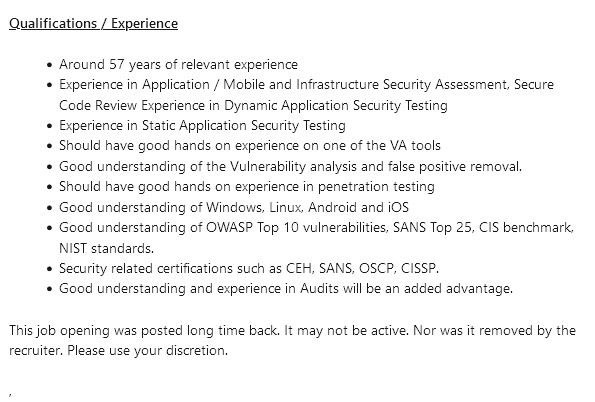 Qualifications / Experience
• Around 57 years of relevant experience
• Experience in Application / Mobile and Infrastructure Security Assessment, Secure
Code Review Experience in Dynamic Application Security Testing
• Experience in Static Application Security Testing
• Should have good hands on experience on one of the VA tools
• Good understanding of the Vulnerability analysis and false positive removal.
• Should have good hands on experience in penetration testing
• Good understanding of Windows, Linux, Android and iOS
• Good understanding of OWASP Top 10 vulnerabilities, SANS Top 25, CIS benchmark,
NIST standards.
• Security related certifications such as CEH, SANS, OSCP, CISSP.
• Good understanding and experience in Audits will be an added advantage.
This job opening was posted long time back. It may not be active. Nor was it removed by the
recruiter. Please use your discretion.
,